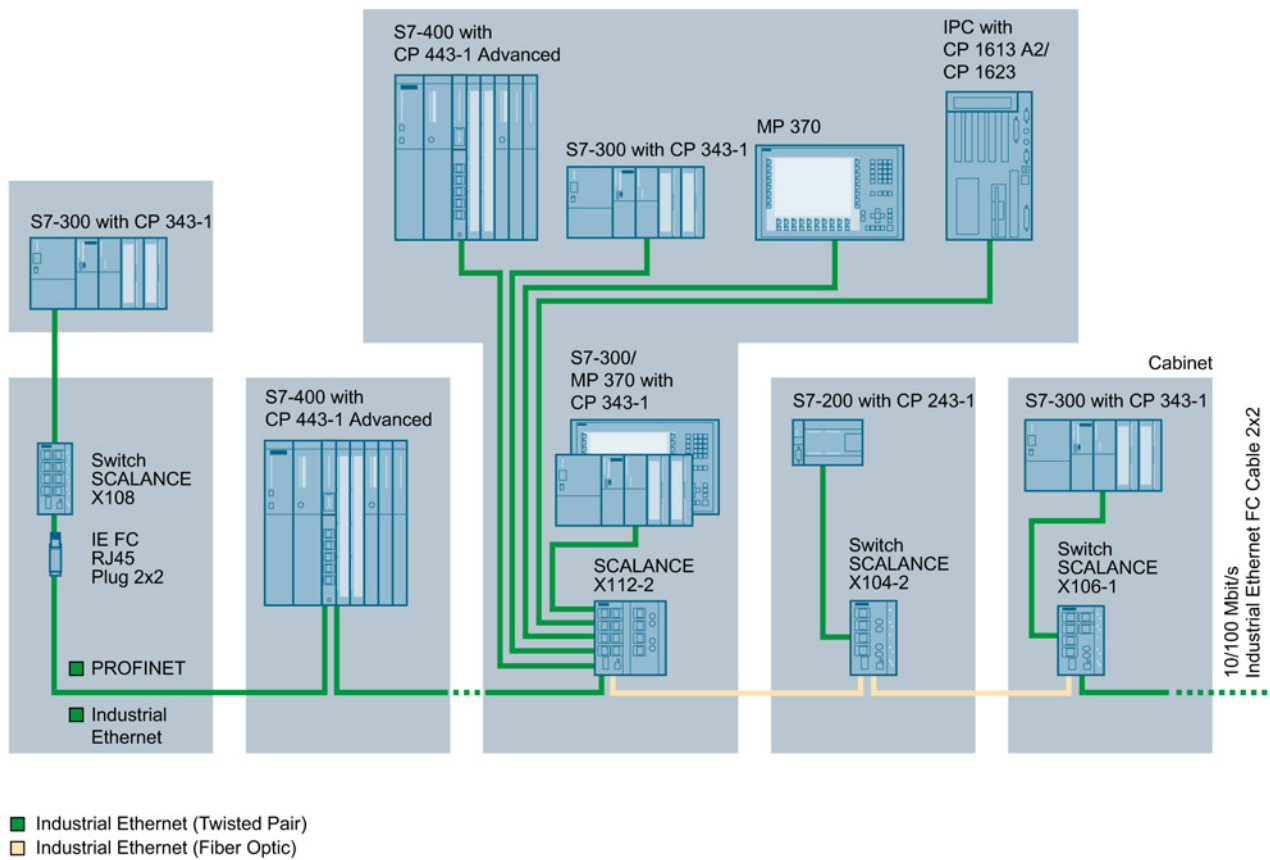 S7-400 with
CP 443-1 Advanced
IPC with
CP 1613 A2/
CP 1623
MP 370
S7-300 with CP 343-1
S7-300 with CP 343-1
S7-300/
MP 370 with
CP 343-1
Cabinet
S7-400 with
CP 443-1 Advanced
S7-200 with CP 243-1
S7-300 with CP 343-1
Switch
SCALANCE
X108
IE FC
RJ45
Plug 2x2
SCALANCE
X112-2
Switch
SCALANCE
X104-2
Switch
SCALANCE
X106-1
10/100 Mbit/s
Industrial Ethernet FC Cable 2x2
PROFINET
Industrial
Ethernet
Industrial Ethernet (Twisted Pair)
Industrial Ethernet (Fiber Optic)